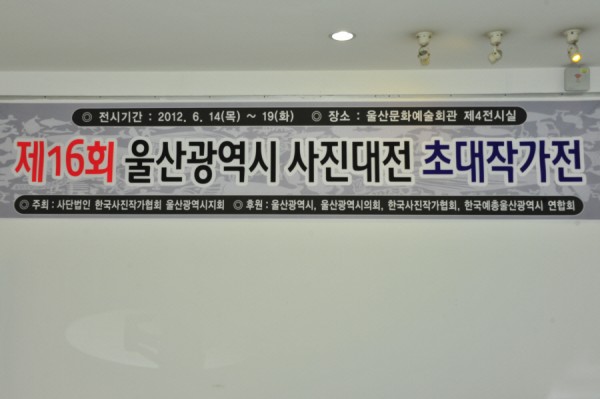 ◎ 전시기간 : 2012. 6. 14(목) ~ 19(화) ◎ 장소 : 울산문화예술회관 제4전시실
제16회 울산광역시 사진대전 초대작가전
◎ 주최 : 사단법인 한국사진작가협회 울산광역시지회 ◎ 후원 : 울산광역시, 울산광역시의회, 한국사진작가협회, 한국예총울산광역시 연합회